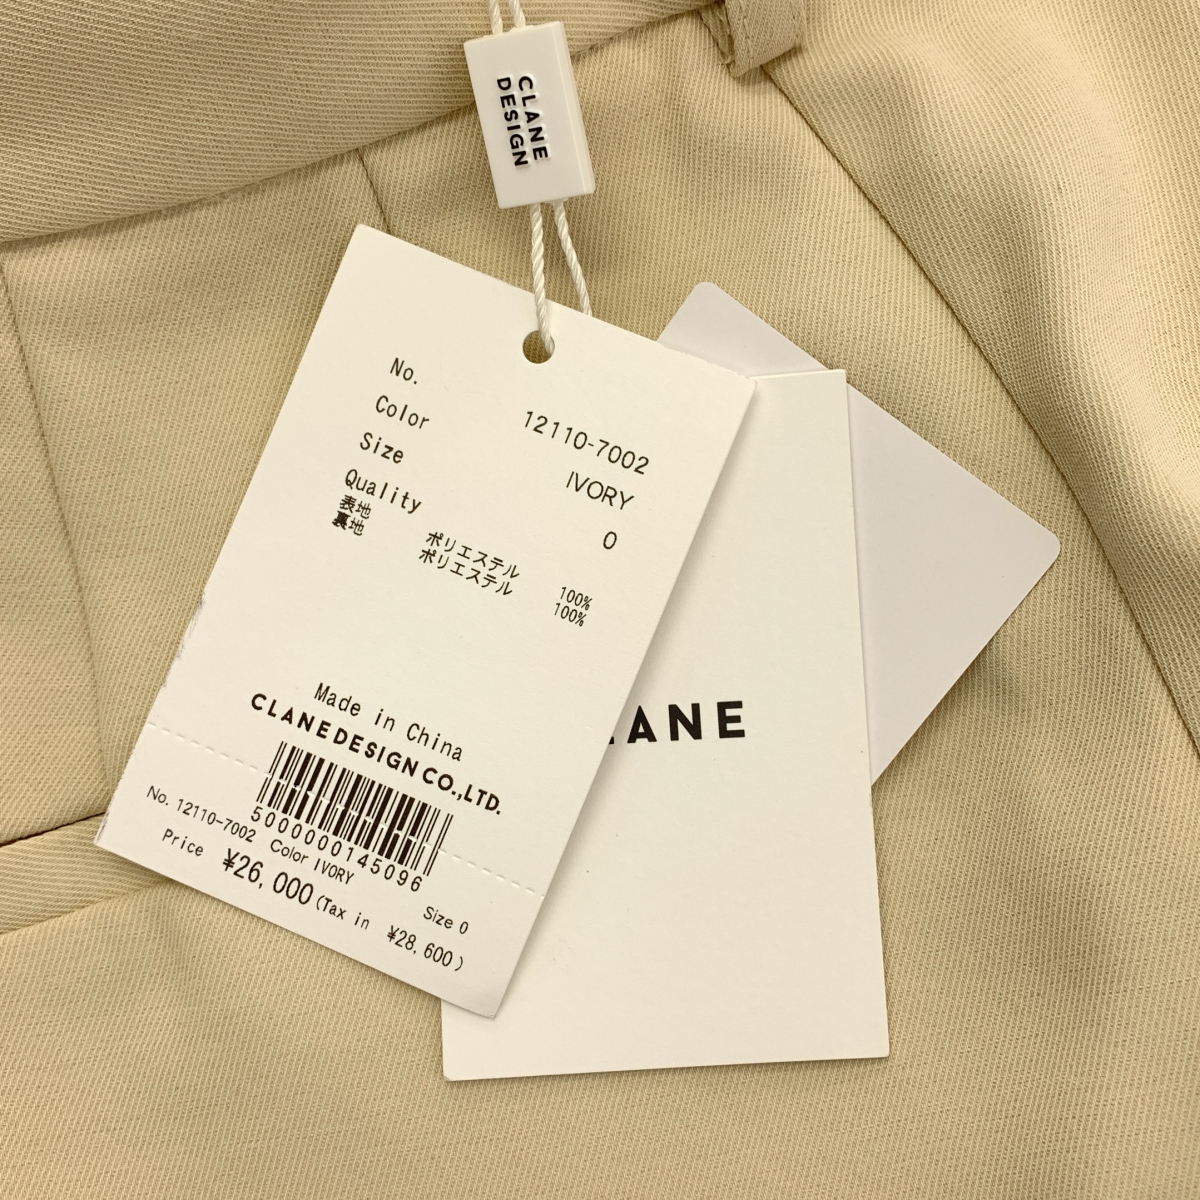 CLANE
DESIGN
No. 12110-7002
Color IVORY
Size 0
Quality
表地 ポリエステル 100%
裏地 ポリエステル 100%
Made in China
CLANE DESIGN CO.,LTD.
5000000145096
No. 12110-7002 Color IVORY Size 0
Price ¥26,000 (Tax in ¥28,600)
LANE